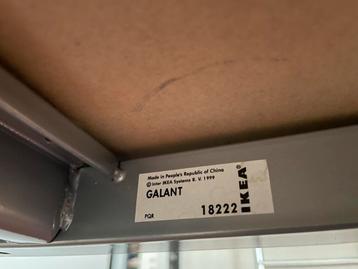 Made in People's Republic of China
© Inter IKEA Systems B. V. 1999
GALANT
PQR
18222
IKEA®